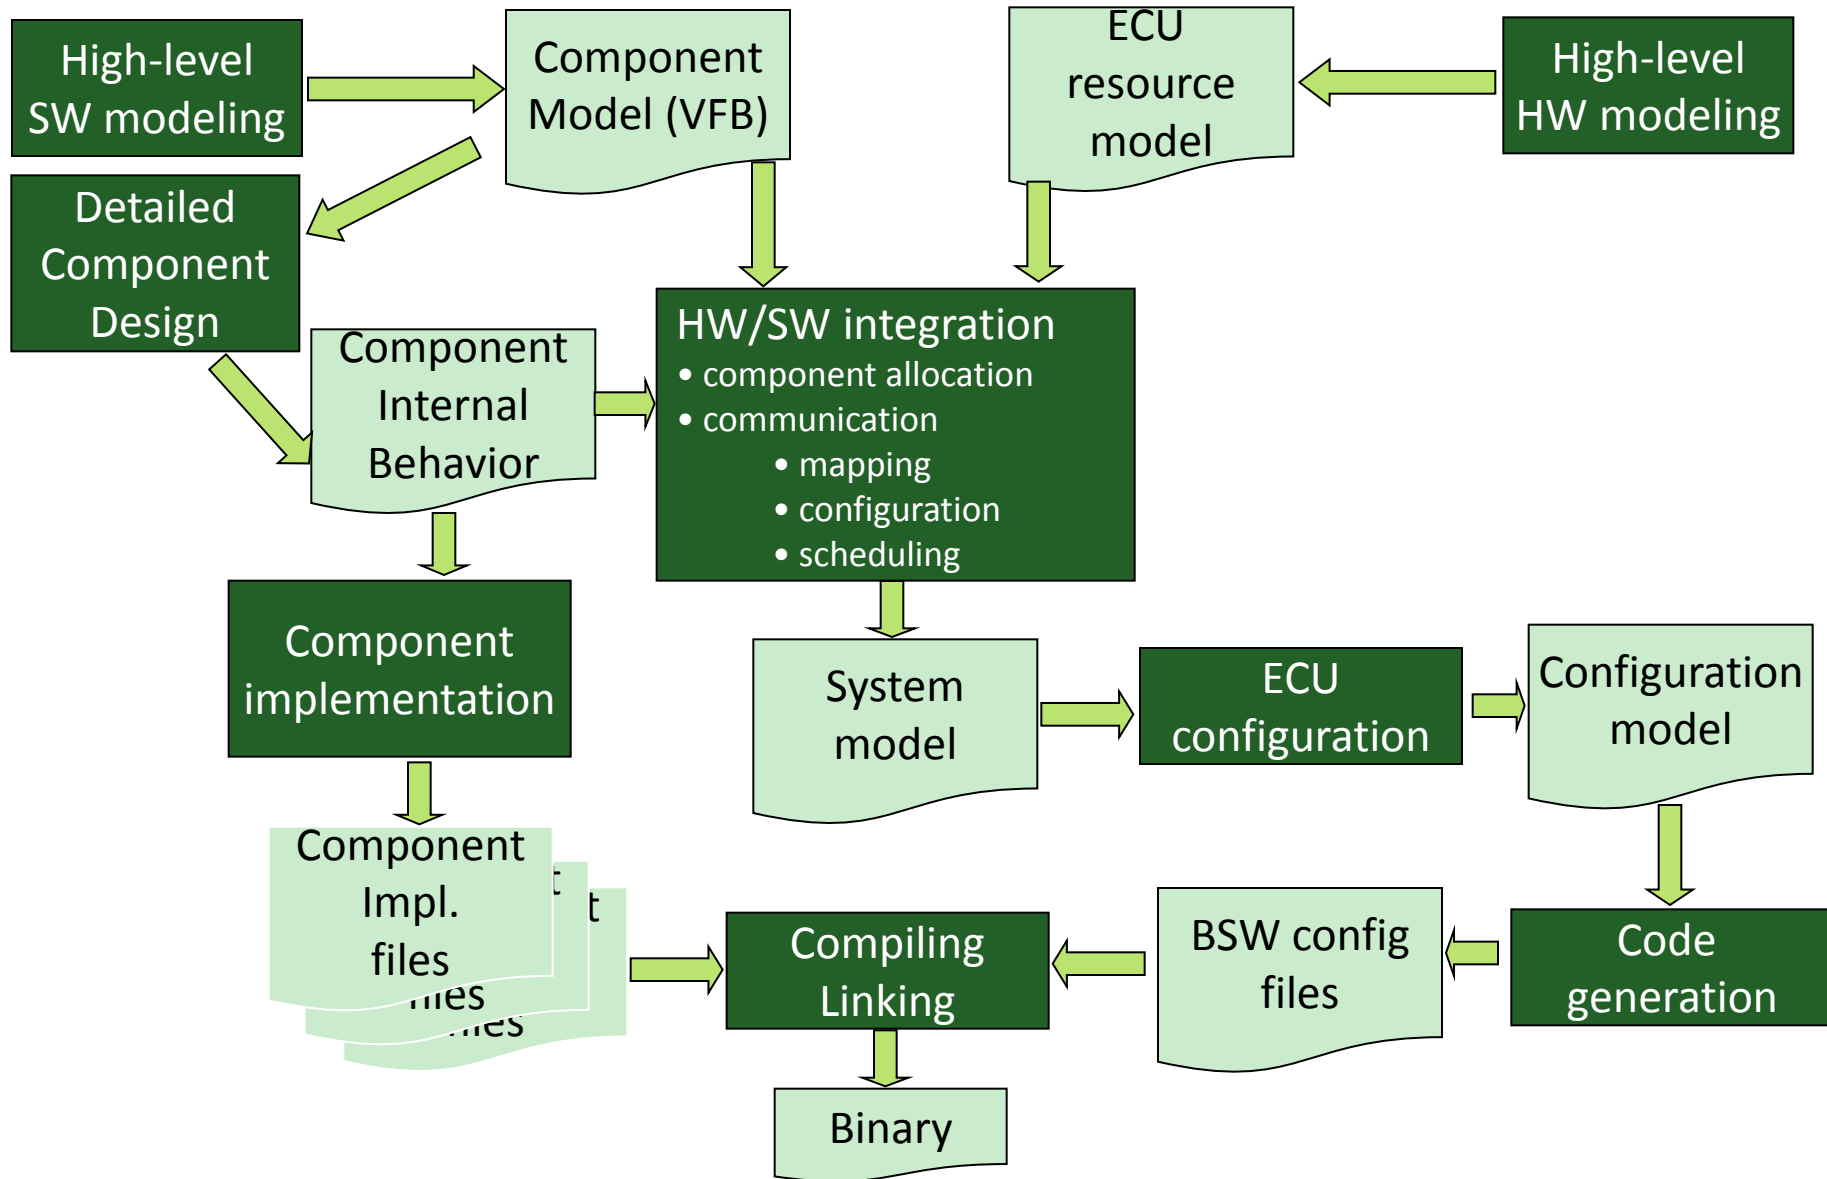 High-level
SW modeling
Component
Model (VFB)
ECU
resource
model
High-level
HW modeling
Detailed
Component
Design
Component
Internal
Behavior
HW/SW integration
• component allocation
• communication
• mapping
• configuration
• scheduling
Component
implementation
System
model
ECU
configuration
Configuration
model
Component
Impl.
files
t
files
t
files
Compiling
Linking
BSW config
files
Code
generation
Binary